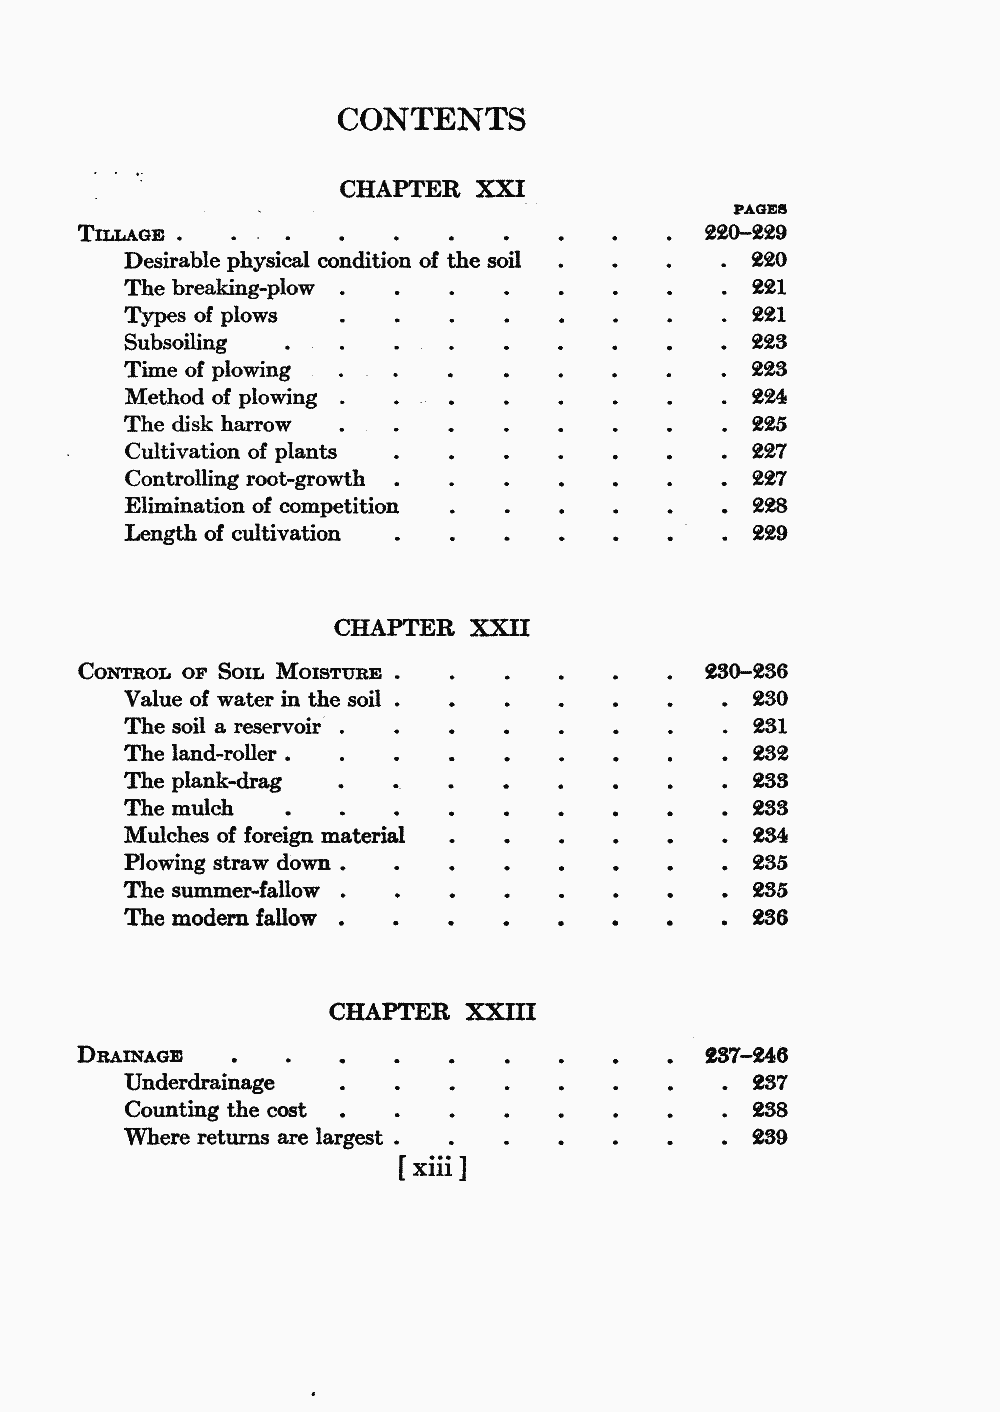 CONTENTS
CHAPTER XXI
PAGES
TILLAGE . . . . . . . . . . 220–229
Desirable physical condition of the soil . . . . 220
The breaking-plow . . . . . . . . 221
Types of plows . . . . . . . . 221
Subsoiling . . . . . . . . . 223
Time of plowing . . . . . . . . 223
Method of plowing . . . . . . . . 224
The disk harrow . . . . . . . . 225
Cultivation of plants . . . . . . . 227
Controlling root-growth . . . . . . . 227
Elimination of competition . . . . . . 228
Length of cultivation . . . . . . . 229
CHAPTER XXII
CONTROL OF SOIL MOISTURE . . . . . . 230–236
Value of water in the soil . . . . . . . 230
The soil a reservoir . . . . . . . . 231
The land-roller . . . . . . . . . 232
The plank-drag . . . . . . . . 233
The mulch . . . . . . . . . 233
Mulches of foreign material . . . . . . 234
Plowing straw down . . . . . . . . 235
The summer-fallow . . . . . . . . 235
The modern fallow . . . . . . . . 236
CHAPTER XXIII
DRAINAGE . . . . . . . . . 237–246
Underdrainage . . . . . . . . 237
Counting the cost . . . . . . . . 238
Where returns are largest . . . . . . . 239
[ xiii ]